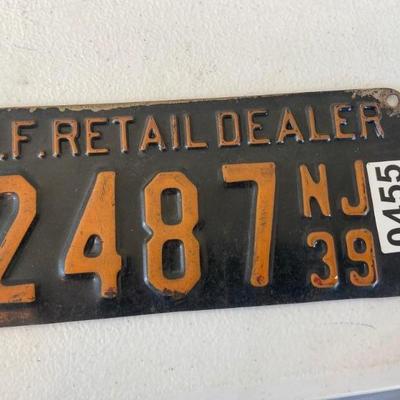 .F. RETAIL DEALER
2487 NJ 39
0455